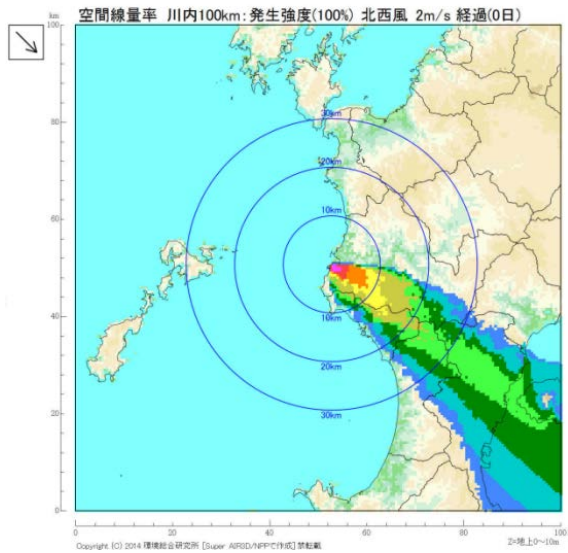 空間線量率 川内100km:発生強度(100%) 北西風 2m/s 経過(0日)
km
100
80
60
40
20
0
30km
20km
10km
10km
20km
30km
0
20
40
60
80
100
Z=地上0~10m
Copyright (C) 2014 環境総合研究所 [Super AIR3D/NPPで作成] 禁転載